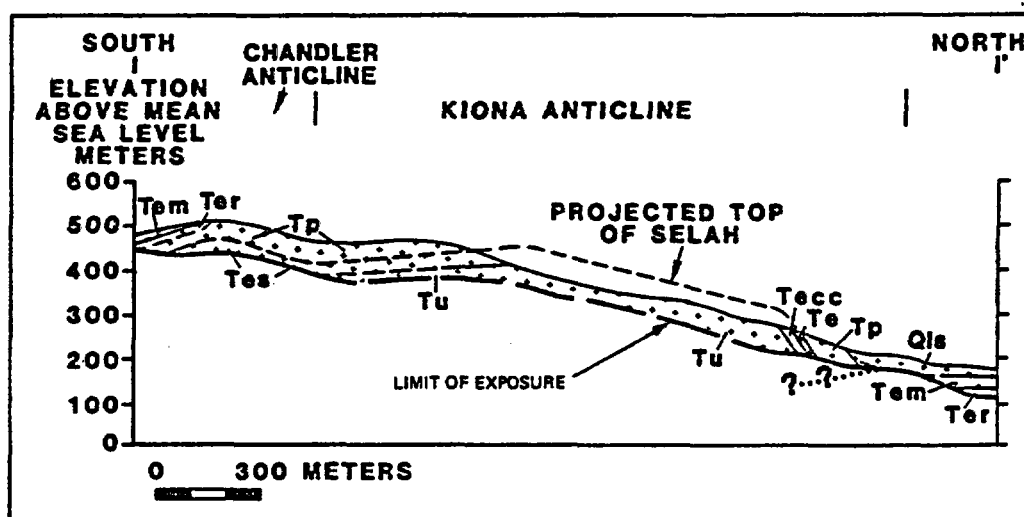 SOUTH
NORTH
CHANDLER
ANTICLINE
ELEVATION
ABOVE MEAN
SEA LEVEL
METERS
KIONA ANTICLINE
600
500
400
300
200
100
0
Tem
Ter
Tp
Tes
Tu
PROJECTED TOP
OF SELAH
LIMIT OF EXPOSURE
Tu
Tecc
Te
Tp
Qls
? ... ? ...
Tem
Ter
0 300 METERS